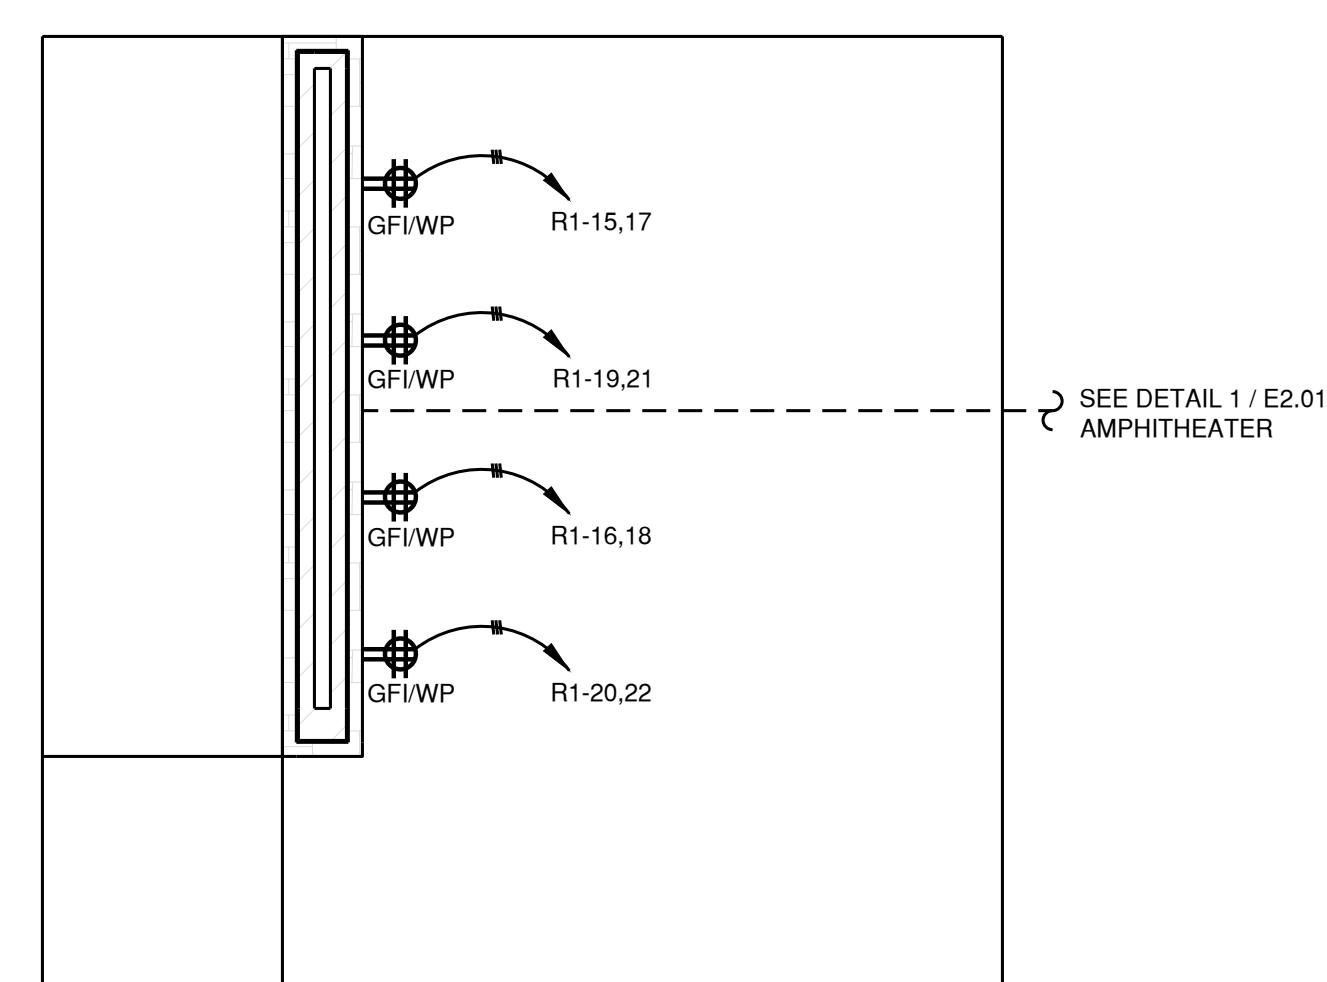 GFI/WP
R1-15,17
GFI/WP
R1-19,21
SEE DETAIL 1 / E2.01
AMPHITHEATER
GFI/WP
R1-16,18
GFI/WP
R1-20,22